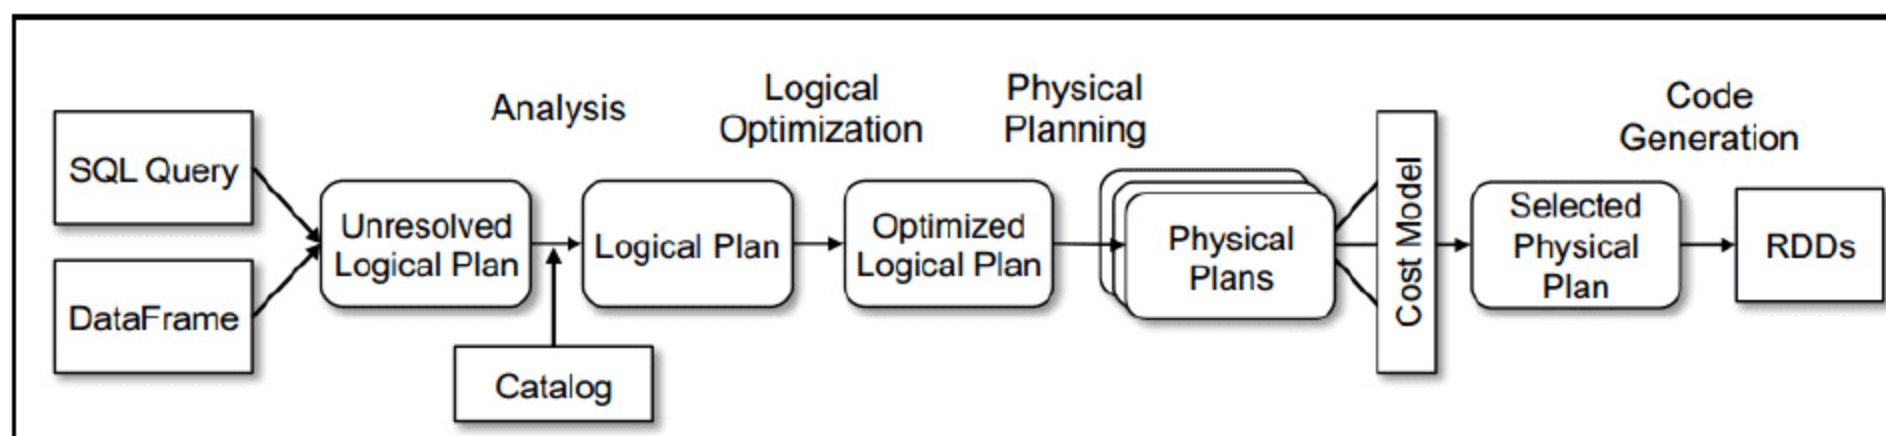 Analysis
Logical
Optimization
Physical
Planning
Code
Generation
SQL Query
DataFrame
Unresolved
Logical Plan
Catalog
Logical Plan
Optimized
Logical Plan
Physical
Plans
Cost Model
Selected
Physical
Plan
RDDs